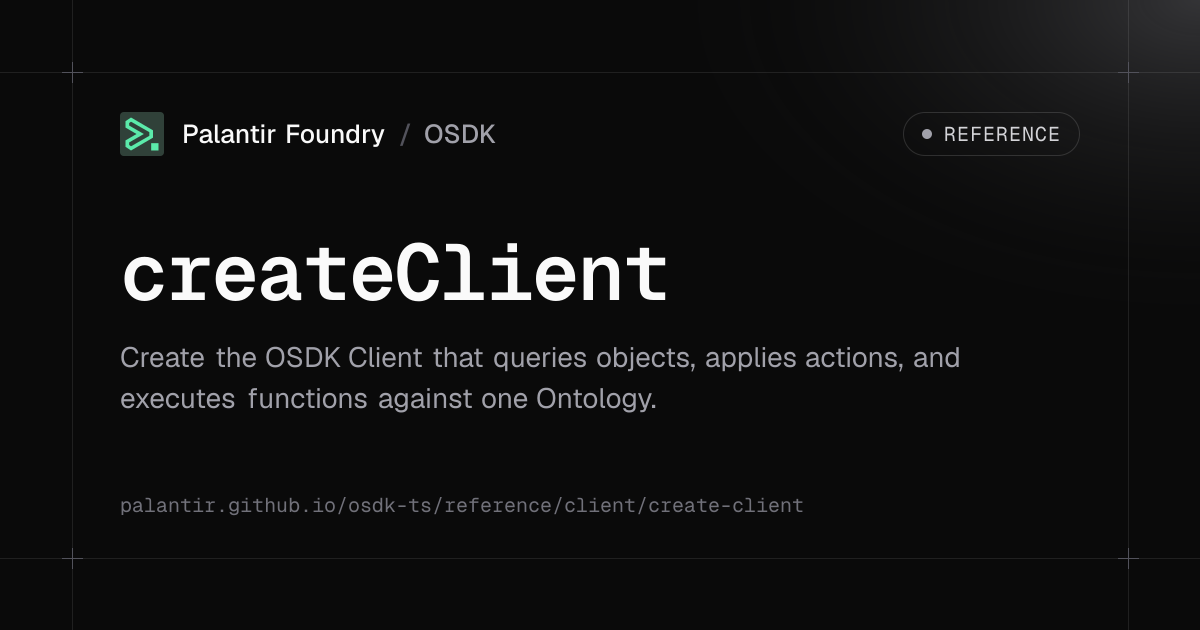 Palantir Foundry / OSDK
REFERENCE
createClient
Create the OSDK Client that queries objects, applies actions, and
executes functions against one Ontology.
palantir.github.io/osdk-ts/reference/client/create-client